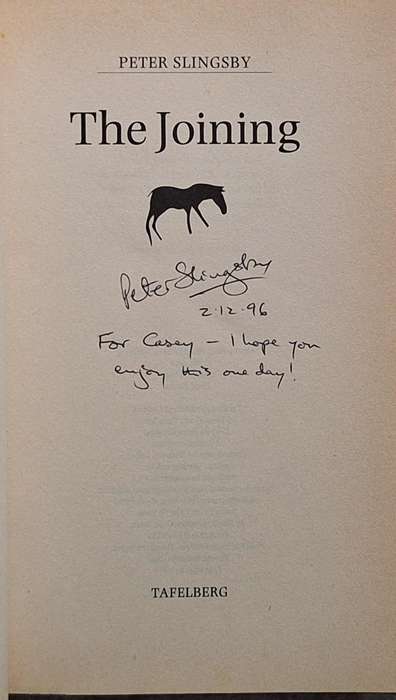 PETER SLINGSBY
The Joining
Peter Slingsby
2·12·96
For Casey – I hope you
enjoy this one day!
TAFELBERG